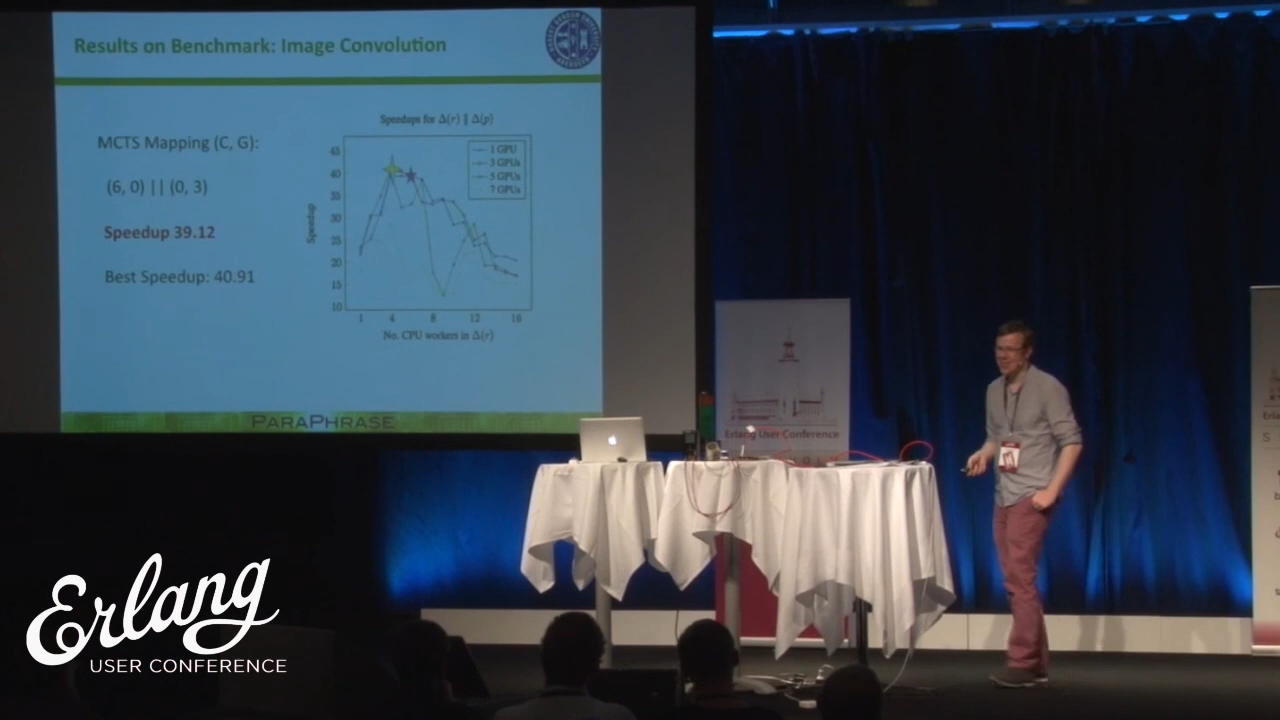 Results on Benchmark: Image Convolution
MCTS Mapping (C, G):
(6, 0) || (0, 3)
Speedup 39.12
Best Speedup: 40.91
Speedups for Δ(r) ∥ Δ(p)
1 GPU
3 GPUs
5 GPUs
7 GPUs
Speedup
45
40
35
30
25
20
15
10
1 4 8 12 16
No. CPU workers in Δ(r)
PARAPHRASE
Erlang User Conference
Erlang
USER CONFERENCE